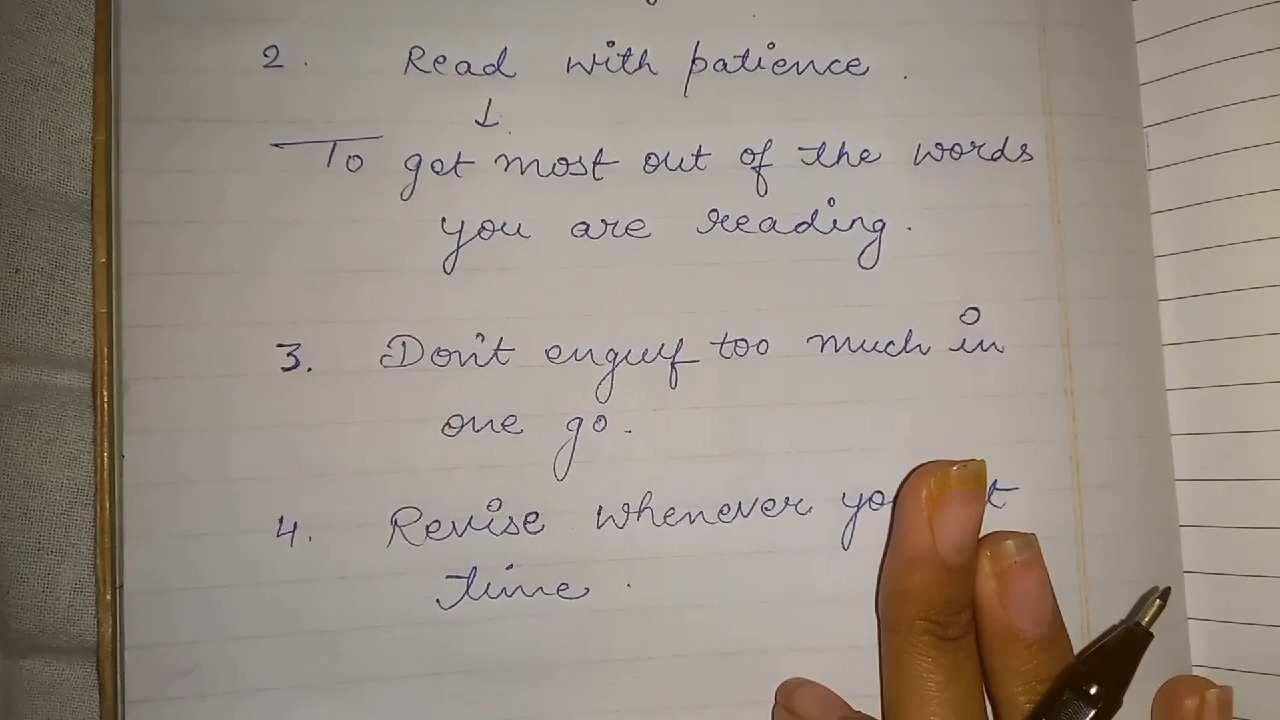 2. Read with patience.
↓
To get most out of the words
you are reading.
3. Don't engulf too much in
one go.
4. Revise whenever
time.